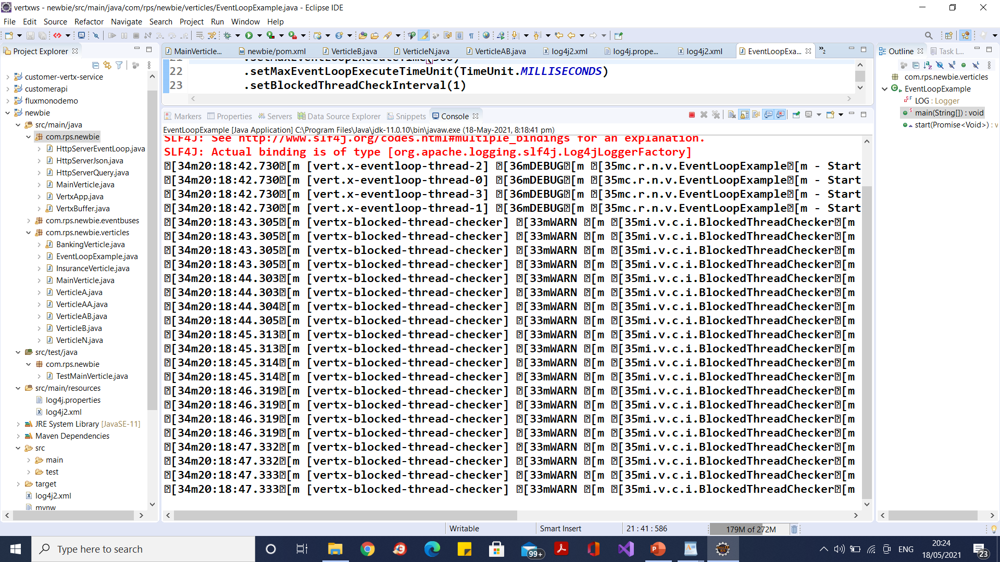 vertxws - newbie/src/main/java/com/rps/newbie/verticles/EventLoopExample.java - Eclipse IDE
File Edit Source Refactor Navigate Search Project Run Window Help
Project Explorer
customer-vertx-service
customerapi
fluxmonodemo
newbie
src/main/java
com.rps.newbie
HttpServerEventLoop.java
HttpServerJson.java
HttpServerQuery.java
MainVerticle.java
VertxApp.java
VertxBuffer.java
com.rps.newbie.eventbuses
com.rps.newbie.verticles
BankingVerticle.java
EventLoopExample.java
InsuranceVerticle.java
MainVerticle.java
VerticleA.java
VerticleAA.java
VerticleAB.java
VerticleB.java
VerticleN.java
src/test/java
com.rps.newbie
TestMainVerticle.java
src/main/resources
log4j.properties
log4j2.xml
JRE System Library [JavaSE-11]
Maven Dependencies
src
main
test
target
log4j2.xml
mvnw
MainVerticle... newbie/pom.xml VerticleB.java VerticleN.java VerticleAB.java log4j2.xml log4j.prope... log4j2.xml EventLoopExa... »2
21 .setMaxEventLoopExecuteTime(500)
22 .setMaxEventLoopExecuteTimeUnit(TimeUnit.MILLISECONDS)
23 .setBlockedThreadCheckInterval(1)
Markers Properties Servers Data Source Explorer Snippets Console
EventLoopExample [Java Application] C:\Program Files\Java\jdk-11.0.10\bin\javaw.exe (18-May-2021, 8:18:41 pm)
SLF4J: See http://www.slf4j.org/codes.html#multiple_bindings for an explanation.
SLF4J: Actual binding is of type [org.apache.logging.slf4j.Log4jLoggerFactory]
[34m20:18:42.730[m [vert.x-eventloop-thread-2] [36mDEBUG[m [35mc.r.n.v.EventLoopExample[m - Start
[34m20:18:42.730[m [vert.x-eventloop-thread-0] [36mDEBUG[m [35mc.r.n.v.EventLoopExample[m - Start
[34m20:18:42.730[m [vert.x-eventloop-thread-3] [36mDEBUG[m [35mc.r.n.v.EventLoopExample[m - Start
[34m20:18:42.730[m [vert.x-eventloop-thread-1] [36mDEBUG[m [35mc.r.n.v.EventLoopExample[m - Start
[34m20:18:43.305[m [vertx-blocked-thread-checker] [33mWARN [m [35mi.v.c.i.BlockedThreadChecker[m
[34m20:18:43.305[m [vertx-blocked-thread-checker] [33mWARN [m [35mi.v.c.i.BlockedThreadChecker[m
[34m20:18:43.305[m [vertx-blocked-thread-checker] [33mWARN [m [35mi.v.c.i.BlockedThreadChecker[m
[34m20:18:43.305[m [vertx-blocked-thread-checker] [33mWARN [m [35mi.v.c.i.BlockedThreadChecker[m
[34m20:18:44.303[m [vertx-blocked-thread-checker] [33mWARN [m [35mi.v.c.i.BlockedThreadChecker[m
[34m20:18:44.303[m [vertx-blocked-thread-checker] [33mWARN [m [35mi.v.c.i.BlockedThreadChecker[m
[34m20:18:44.304[m [vertx-blocked-thread-checker] [33mWARN [m [35mi.v.c.i.BlockedThreadChecker[m
[34m20:18:44.305[m [vertx-blocked-thread-checker] [33mWARN [m [35mi.v.c.i.BlockedThreadChecker[m
[34m20:18:45.313[m [vertx-blocked-thread-checker] [33mWARN [m [35mi.v.c.i.BlockedThreadChecker[m
[34m20:18:45.313[m [vertx-blocked-thread-checker] [33mWARN [m [35mi.v.c.i.BlockedThreadChecker[m
[34m20:18:45.314[m [vertx-blocked-thread-checker] [33mWARN [m [35mi.v.c.i.BlockedThreadChecker[m
[34m20:18:45.314[m [vertx-blocked-thread-checker] [33mWARN [m [35mi.v.c.i.BlockedThreadChecker[m
[34m20:18:46.319[m [vertx-blocked-thread-checker] [33mWARN [m [35mi.v.c.i.BlockedThreadChecker[m
[34m20:18:46.319[m [vertx-blocked-thread-checker] [33mWARN [m [35mi.v.c.i.BlockedThreadChecker[m
[34m20:18:46.319[m [vertx-blocked-thread-checker] [33mWARN [m [35mi.v.c.i.BlockedThreadChecker[m
[34m20:18:46.319[m [vertx-blocked-thread-checker] [33mWARN [m [35mi.v.c.i.BlockedThreadChecker[m
[34m20:18:47.332[m [vertx-blocked-thread-checker] [33mWARN [m [35mi.v.c.i.BlockedThreadChecker[m
[34m20:18:47.332[m [vertx-blocked-thread-checker] [33mWARN [m [35mi.v.c.i.BlockedThreadChecker[m
[34m20:18:47.333[m [vertx-blocked-thread-checker] [33mWARN [m [35mi.v.c.i.BlockedThreadChecker[m
[34m20:18:47.333[m [vertx-blocked-thread-checker] [33mWARN [m [35mi.v.c.i.BlockedThreadChecker[m
Outline Task L...
com.rps.newbie.verticles
EventLoopExample
LOG : Logger
main(String[]) : void
start(Promise<Void>) : v
Writable Smart Insert 21 : 41 : 586 179M of 272M
Type here to search
99+
ENG
20:24
18/05/2021
23